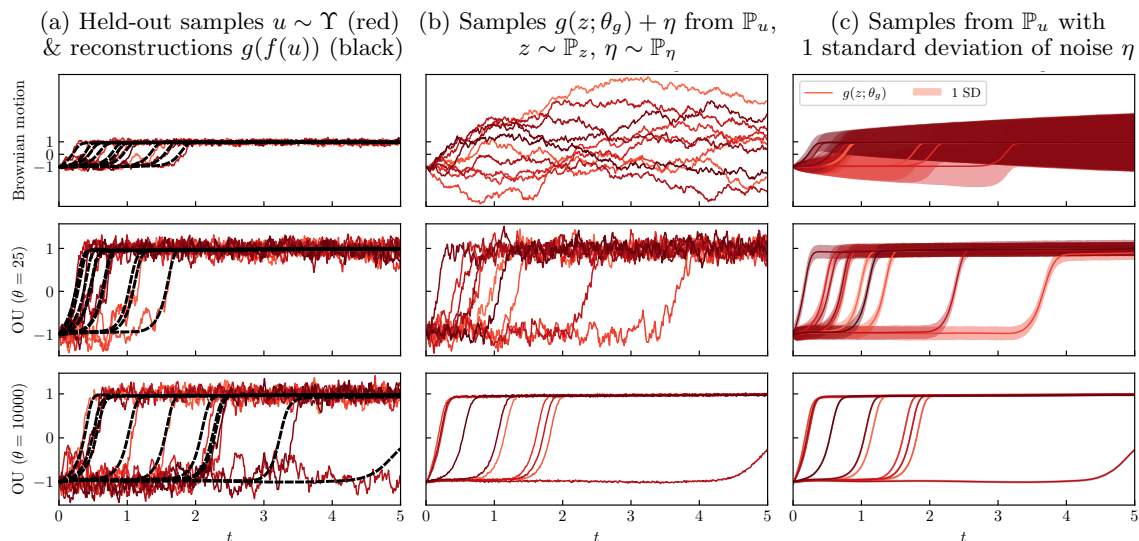 (a) Held-out samples u ∼ ϒ (red)
& reconstructions g(f(u)) (black)
(b) Samples g(z; θ_g) + η from ℙ_u,
z ∼ ℙ_z, η ∼ ℙ_η
(c) Samples from ℙ_u with
1 standard deviation of noise η
Brownian motion
1
0
−1
g(z; θ_g)
1 SD
OU (θ = 25)
1
0
−1
OU (θ = 10000)
1
0
−1
0 1 2 3 4 5
t
0 1 2 3 4 5
t
0 1 2 3 4 5
t